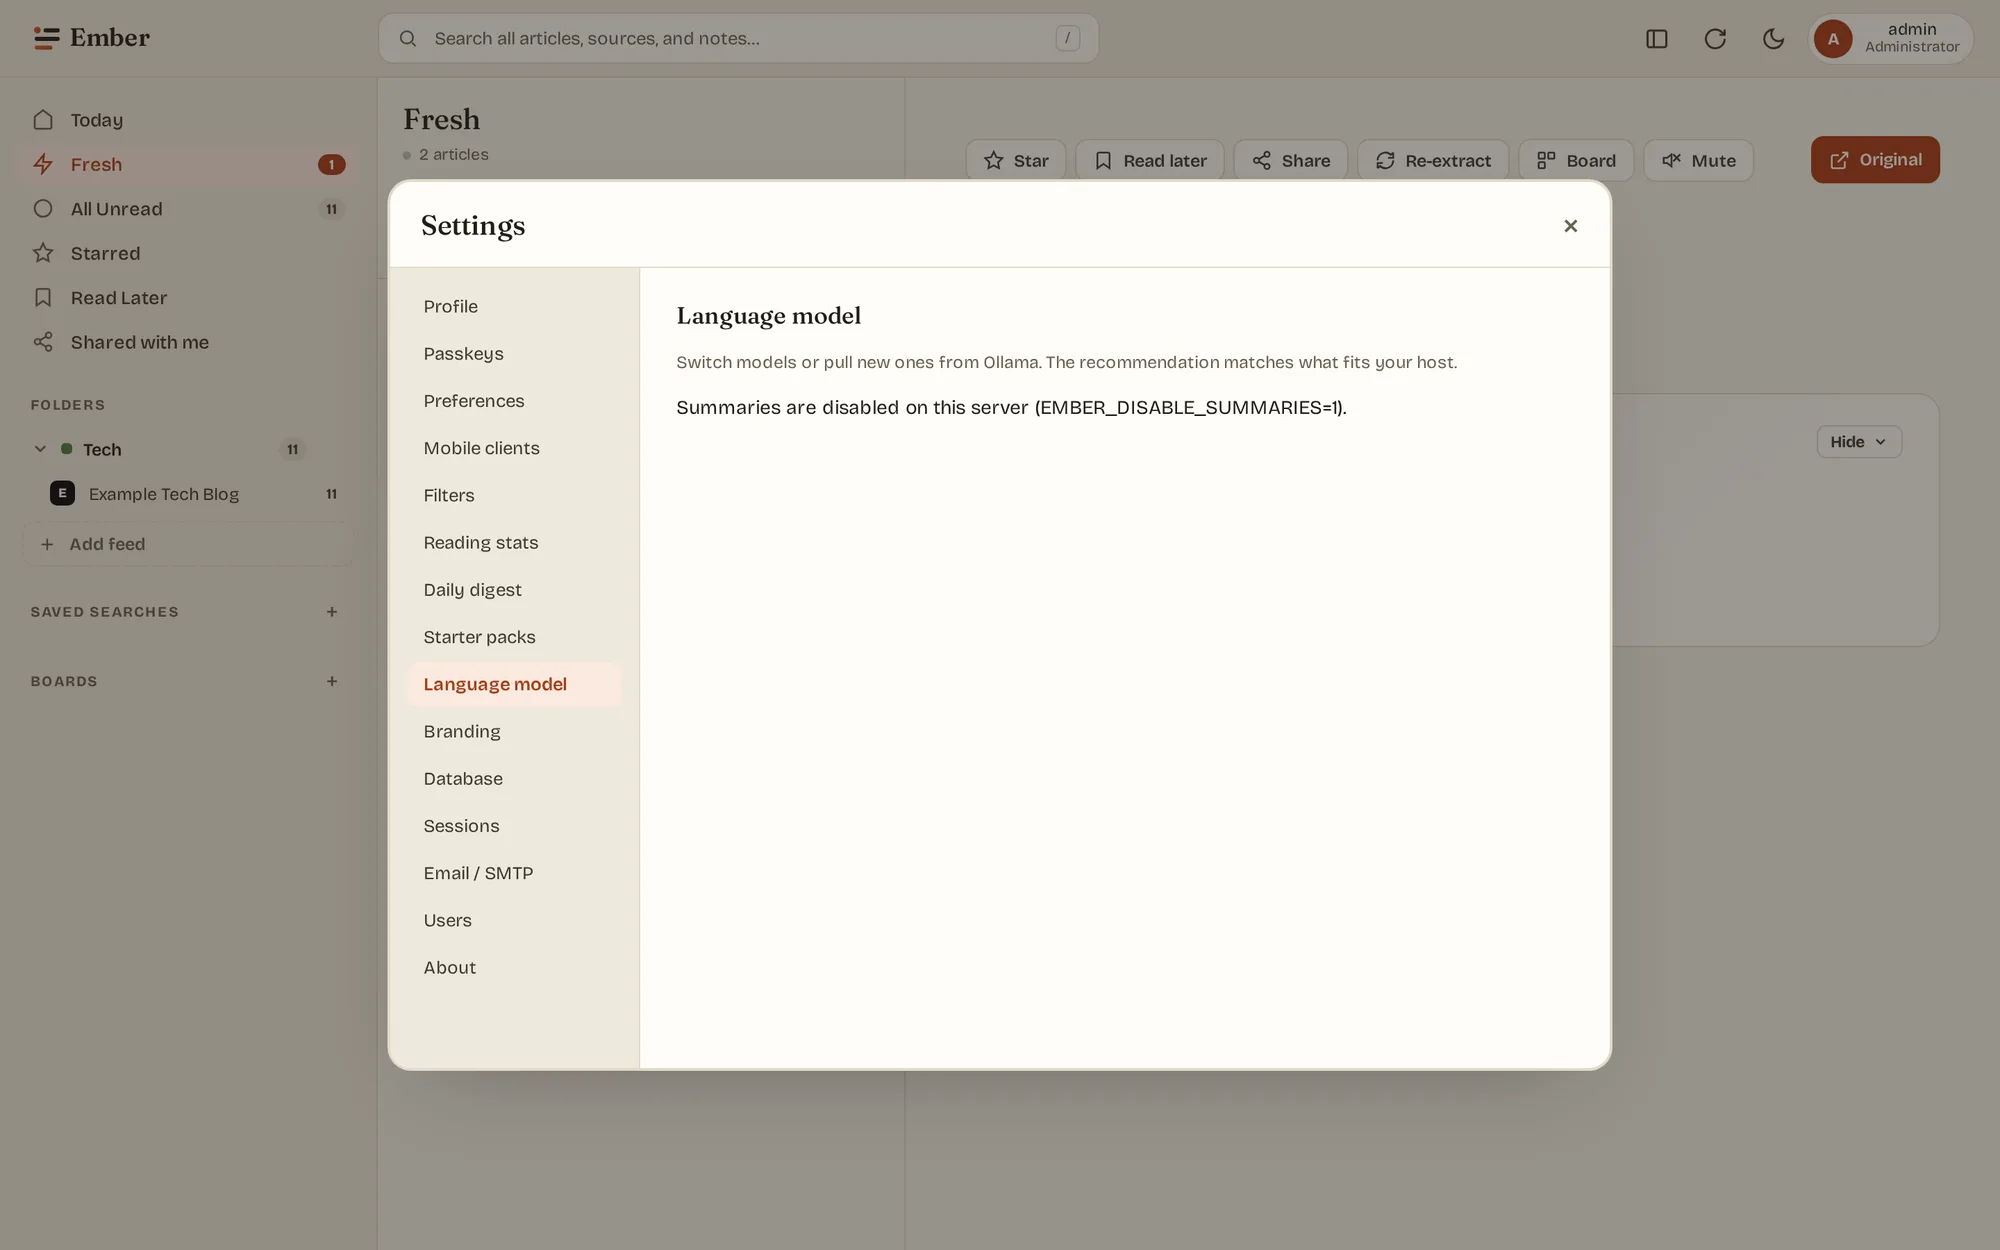 Ember
Search all articles, sources, and notes...
/
A
admin
Administrator
Today
Fresh
1
All Unread
11
Starred
Read Later
Shared with me
FOLDERS
Tech
11
E
Example Tech Blog
11
+ Add feed
SAVED SEARCHES
+
BOARDS
+
Fresh
2 articles
Star
Read later
Share
Re-extract
Board
Mute
Original
Hide
Settings
×
Profile
Passkeys
Preferences
Mobile clients
Filters
Reading stats
Daily digest
Starter packs
Language model
Branding
Database
Sessions
Email / SMTP
Users
About
Language model
Switch models or pull new ones from Ollama. The recommendation matches what fits your host.
Summaries are disabled on this server (EMBER_DISABLE_SUMMARIES=1).